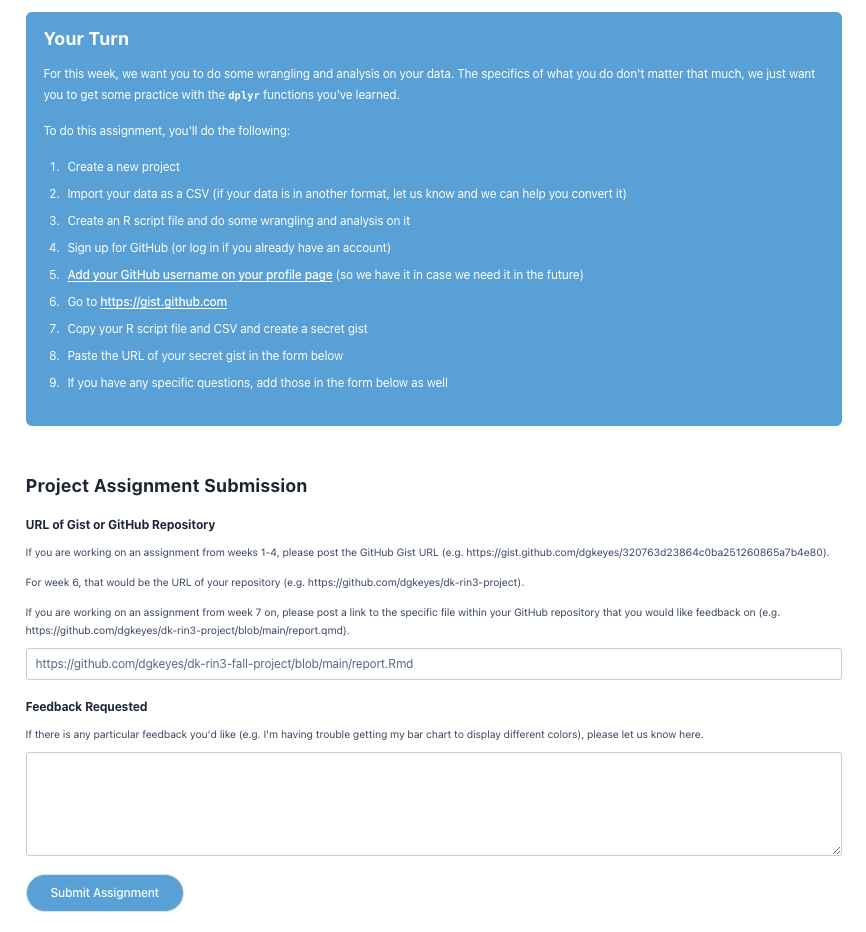 Your Turn
For this week, we want you to do some wrangling and analysis on your data. The specifics of what you do don't matter that much, we just want
you to get some practice with the dplyr functions you've learned.
To do this assignment, you'll do the following:
1. Create a new project
2. Import your data as a CSV (if your data is in another format, let us know and we can help you convert it)
3. Create an R script file and do some wrangling and analysis on it
4. Sign up for GitHub (or log in if you already have an account)
5. Add your GitHub username on your profile page (so we have it in case we need it in the future)
6. Go to https://gist.github.com
7. Copy your R script file and CSV and create a secret gist
8. Paste the URL of your secret gist in the form below
9. If you have any specific questions, add those in the form below as well
Project Assignment Submission
URL of Gist or GitHub Repository
If you are working on an assignment from weeks 1-4, please post the GitHub Gist URL (e.g. https://gist.github.com/dgkeyes/320763d23864c0ba251260865a7b4e80).
For week 6, that would be the URL of your repository (e.g. https://github.com/dgkeyes/dk-rin3-project).
If you are working on an assignment from week 7 on, please post a link to the specific file within your GitHub repository that you would like feedback on (e.g.
https://github.com/dgkeyes/dk-rin3-project/blob/main/report.qmd).
https://github.com/dgkeyes/dk-rin3-fall-project/blob/main/report.Rmd
Feedback Requested
If there is any particular feedback you'd like (e.g. I'm having trouble getting my bar chart to display different colors), please let us know here.
Submit Assignment